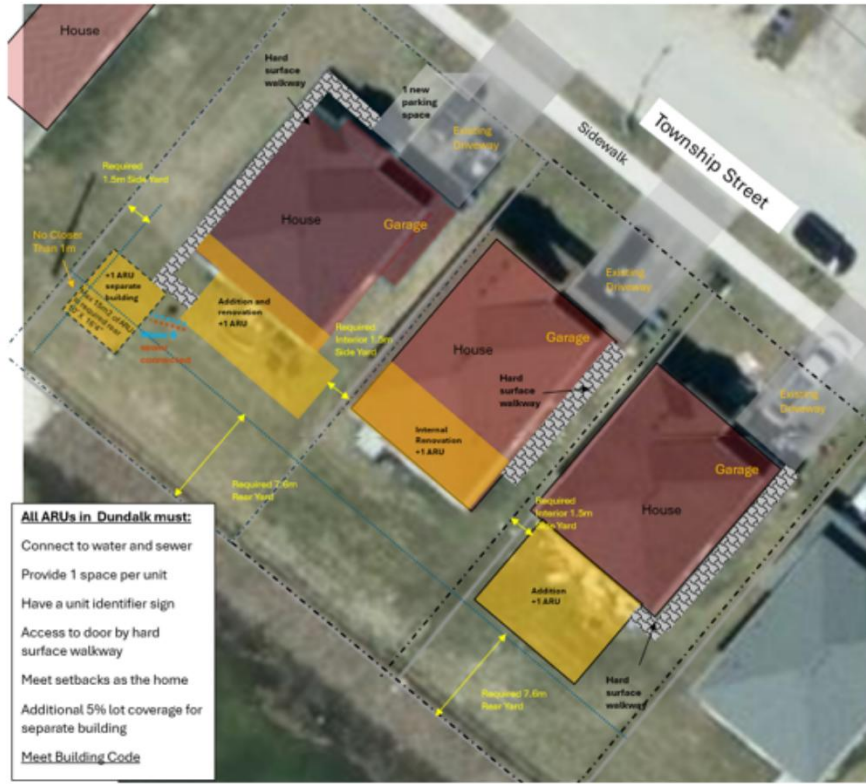 House
Hard
surface
walkway
1 new
parking
space
Existing
Driveway
Sidewalk
Township Street
Required
1.5m Side Yard
House
Garage
No Closer
Than 1m
+1 ARU
separate
building
Existing
Driveway
Addition and
renovation
+1 ARU
Required
Interior 1.5m
Side Yard
House
Garage
Hard
surface
walkway
Existing
Driveway
Internal
Renovation
+1 ARU
Garage
Required 7.6m
Rear Yard
Required
Interior 1.5m
Side Yard
House
Addition
+1 ARU
Hard
surface
walkway
Required 7.6m
Rear Yard
All ARUs in Dundalk must:
Connect to water and sewer
Provide 1 space per unit
Have a unit identifier sign
Access to door by hard
surface walkway
Meet setbacks as the home
Additional 5% lot coverage for
separate building
Meet Building Code